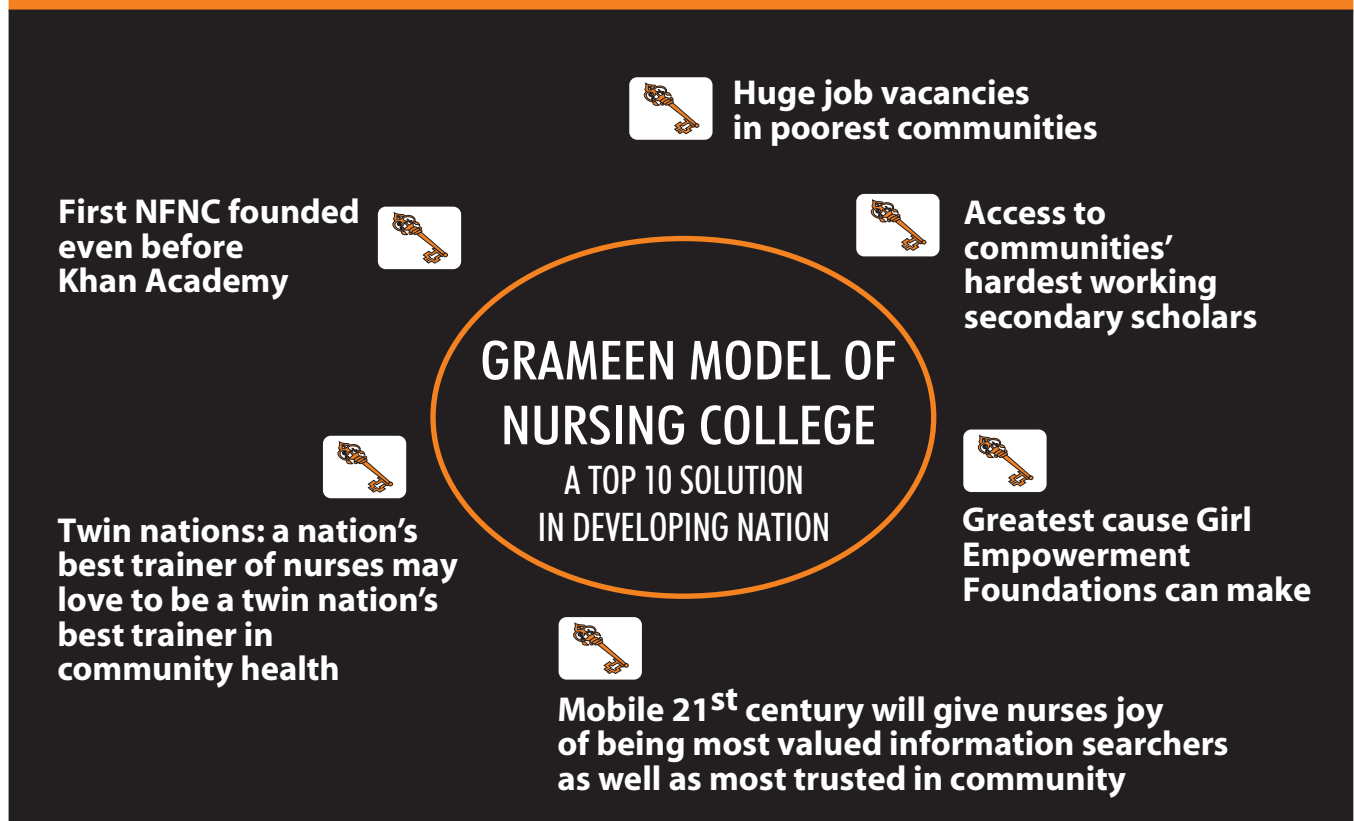 Huge job vacancies
in poorest communities
First NFNC founded
even before
Khan Academy
Access to
communities’
hardest working
secondary scholars
GRAMEEN MODEL OF
NURSING COLLEGE
A TOP 10 SOLUTION
IN DEVELOPING NATION
Twin nations: a nation’s
best trainer of nurses may
love to be a twin nation’s
best trainer in
community health
Greatest cause Girl
Empowerment
Foundations can make
Mobile 21st century will give nurses joy
of being most valued information searchers
as well as most trusted in community